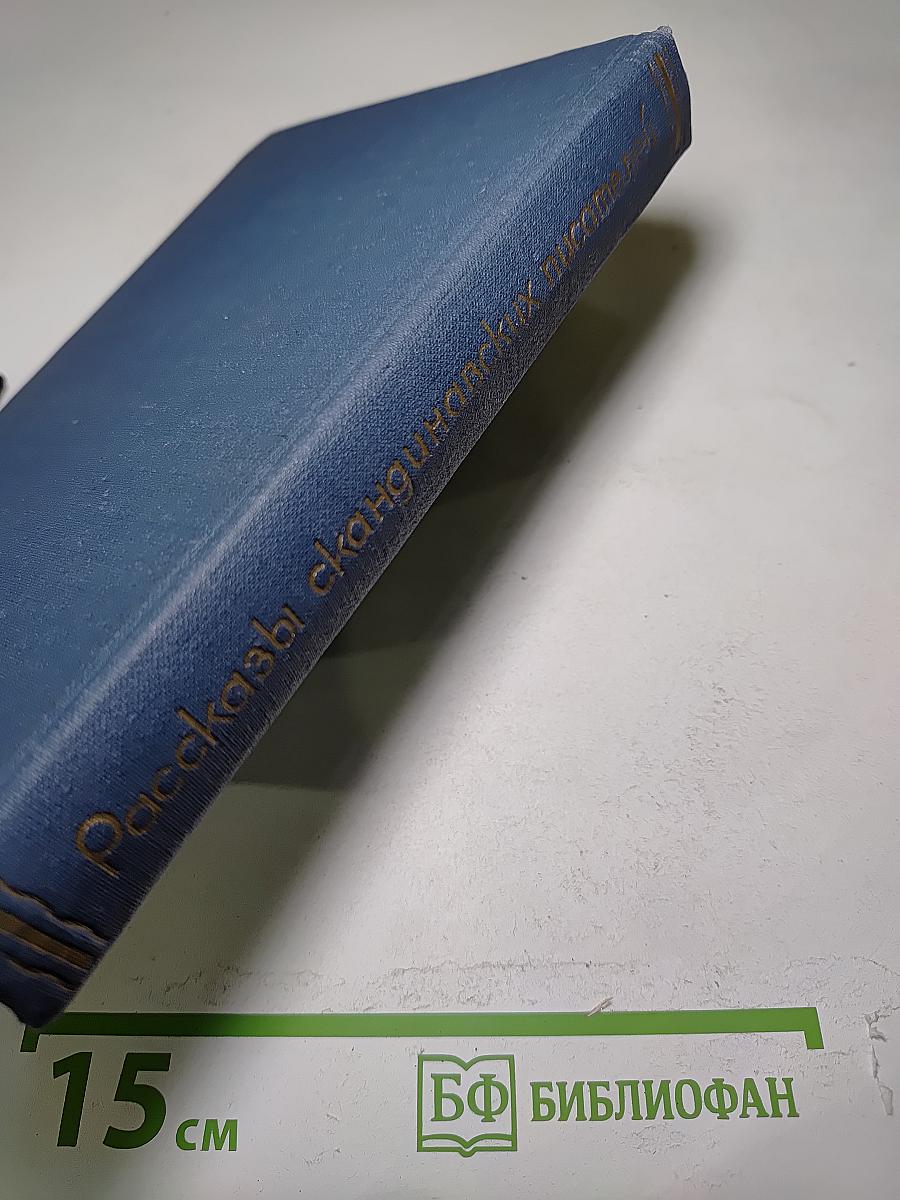 Рассказы скандинавских писателей
15 см
БФ БИБЛИОФАН